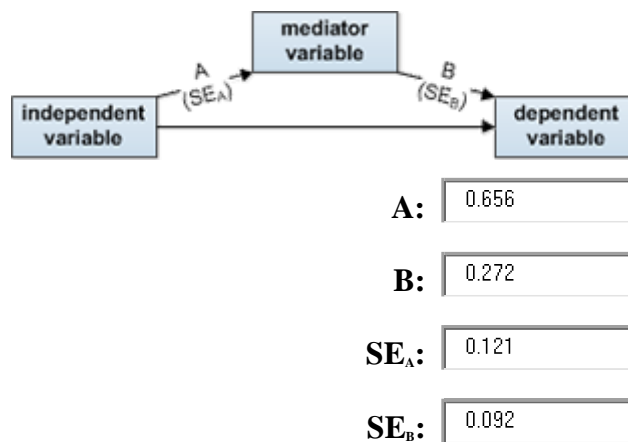 mediator
variable
A
(SEA)
B
(SEB)
independent
variable
dependent
variable
A: 0.656
B: 0.272
SEA: 0.121
SEB: 0.092